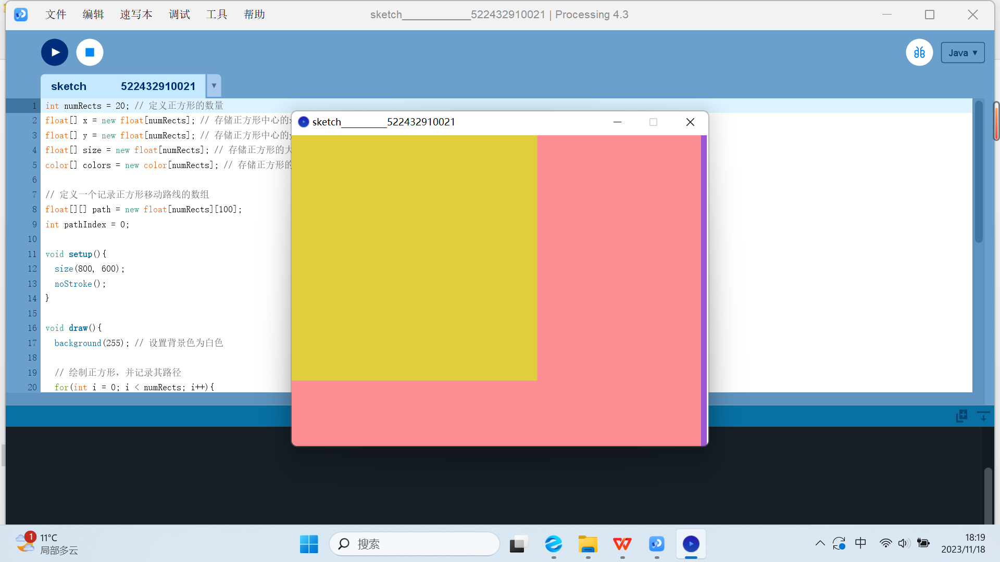 文件 编辑 速写本 调试 工具 帮助
sketch____________522432910021 | Processing 4.3
Java ▼
sketch 522432910021 ▼
1 int numRects = 20; // 定义正方形的数量
2 float[] x = new float[numRects]; // 存储正方形中心的x
3 float[] y = new float[numRects]; // 存储正方形中心的y
4 float[] size = new float[numRects]; // 存储正方形的大
5 color[] colors = new color[numRects]; // 存储正方形的
6
7 // 定义一个记录正方形移动路线的数组
8 float[][] path = new float[numRects][100];
9 int pathIndex = 0;
10
11 void setup(){
12 size(800, 600);
13 noStroke();
14 }
15
16 void draw(){
17 background(255); // 设置背景色为白色
18
19 // 绘制正方形，并记录其路径
20 for(int i = 0; i < numRects; i++){
sketch_________522432910021
1
11°C
局部多云
搜索
中
18:19
2023/11/18